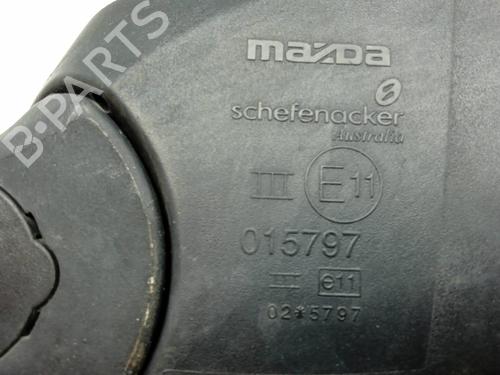 B-PARTS
mazda
schefenacker
Australia
III E11
015797
III e11
02*5797